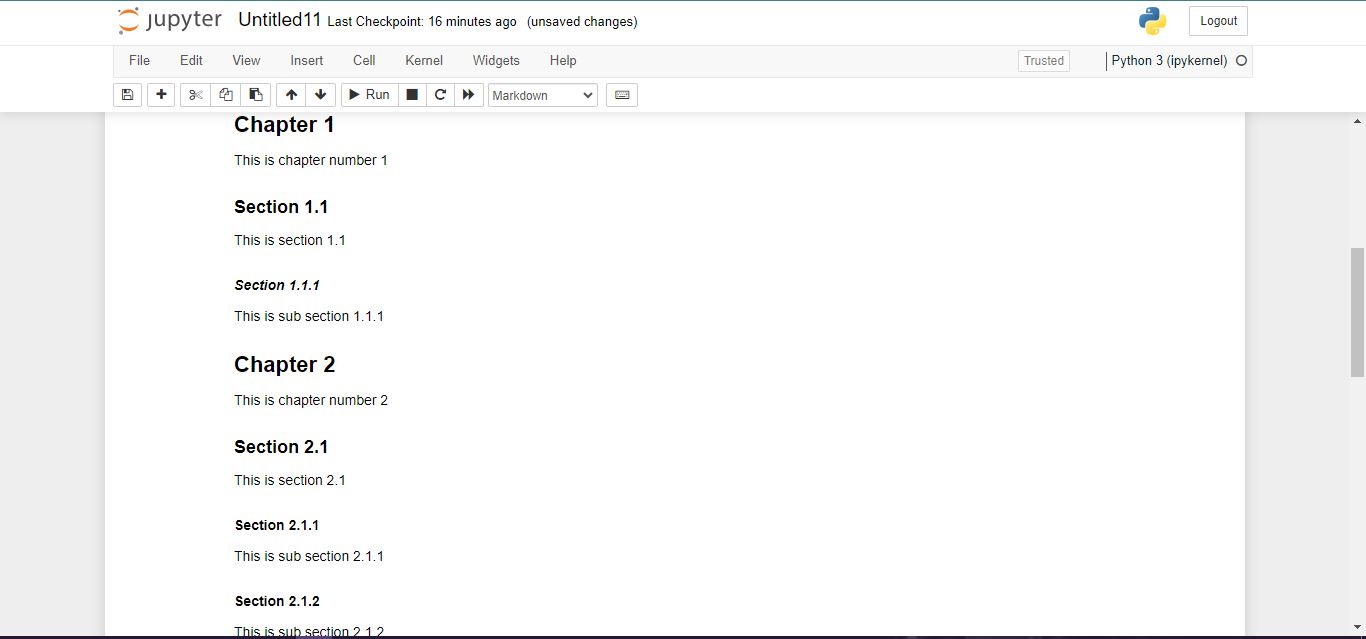 jupyter Untitled11 Last Checkpoint: 16 minutes ago (unsaved changes)
Logout
File Edit View Insert Cell Kernel Widgets Help
Trusted
Python 3 (ipykernel)
Run
Markdown
Chapter 1
This is chapter number 1
Section 1.1
This is section 1.1
Section 1.1.1
This is sub section 1.1.1
Chapter 2
This is chapter number 2
Section 2.1
This is section 2.1
Section 2.1.1
This is sub section 2.1.1
Section 2.1.2
This is sub section 2.1.2